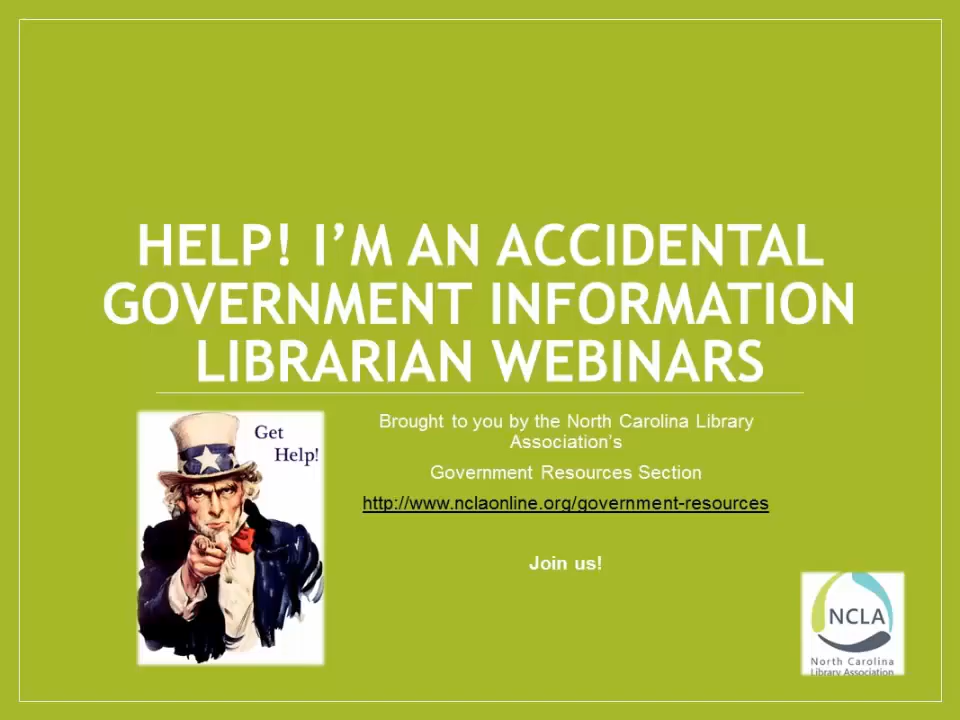 HELP! I’M AN ACCIDENTAL
GOVERNMENT INFORMATION
LIBRARIAN WEBINARS
Get
Help!
Brought to you by the North Carolina Library
Association’s
Government Resources Section
http://www.nclaonline.org/government-resources
Join us!
NCLA
North Carolina
Library Association